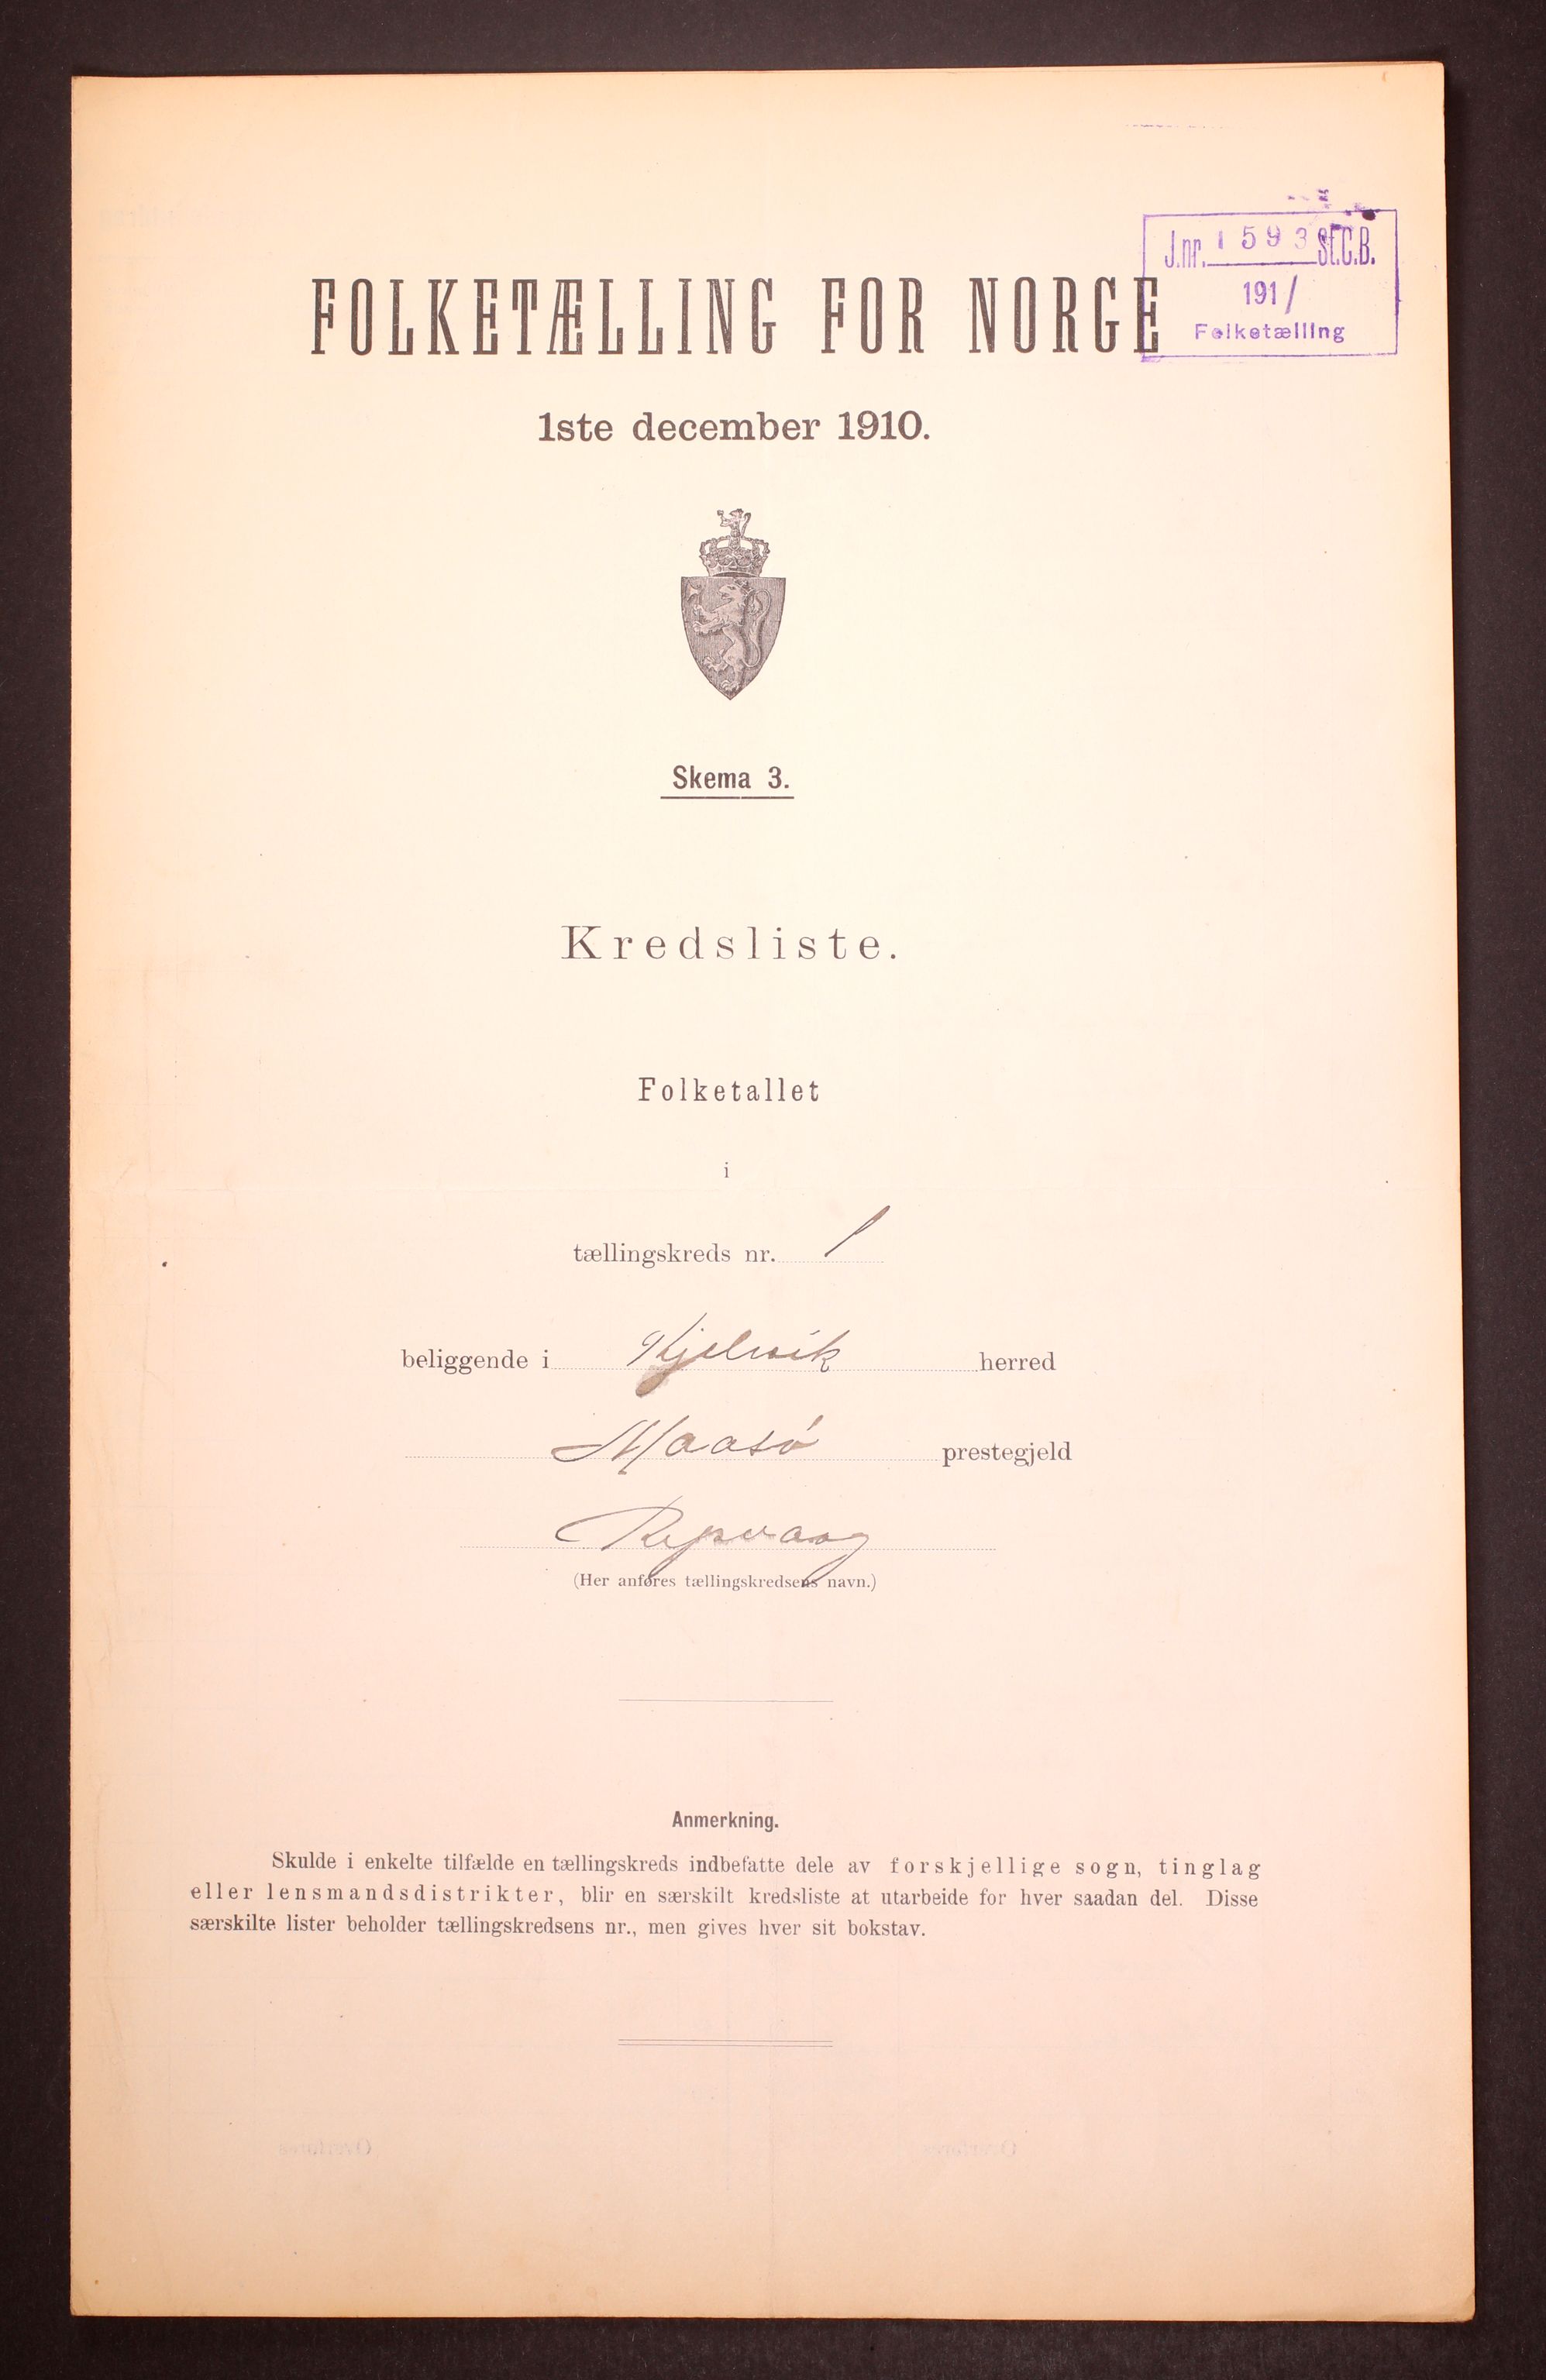 J.nr. 1593 St.C.B.
191/
Folketælling
FOLKETÆLLING FOR NORGE
1ste december 1910.
Skema 3.
Kredsliste.
Folketallet
i
tællingskreds nr. 1
beliggende i Kjelvik herred
Maasö prestegjeld
Repvaag
(Her anføres tællingskredsens navn.)
Anmerkning.
Skulde i enkelte tilfælde en tællingskreds indbefatte dele av forskjellige sogn, tinglag
eller lensmandsdistrikter, blir en særskilt kredsliste at utarbeide for hver saadan del. Disse
særskilte lister beholder tællingskredsens nr., men gives hver sit bokstav.